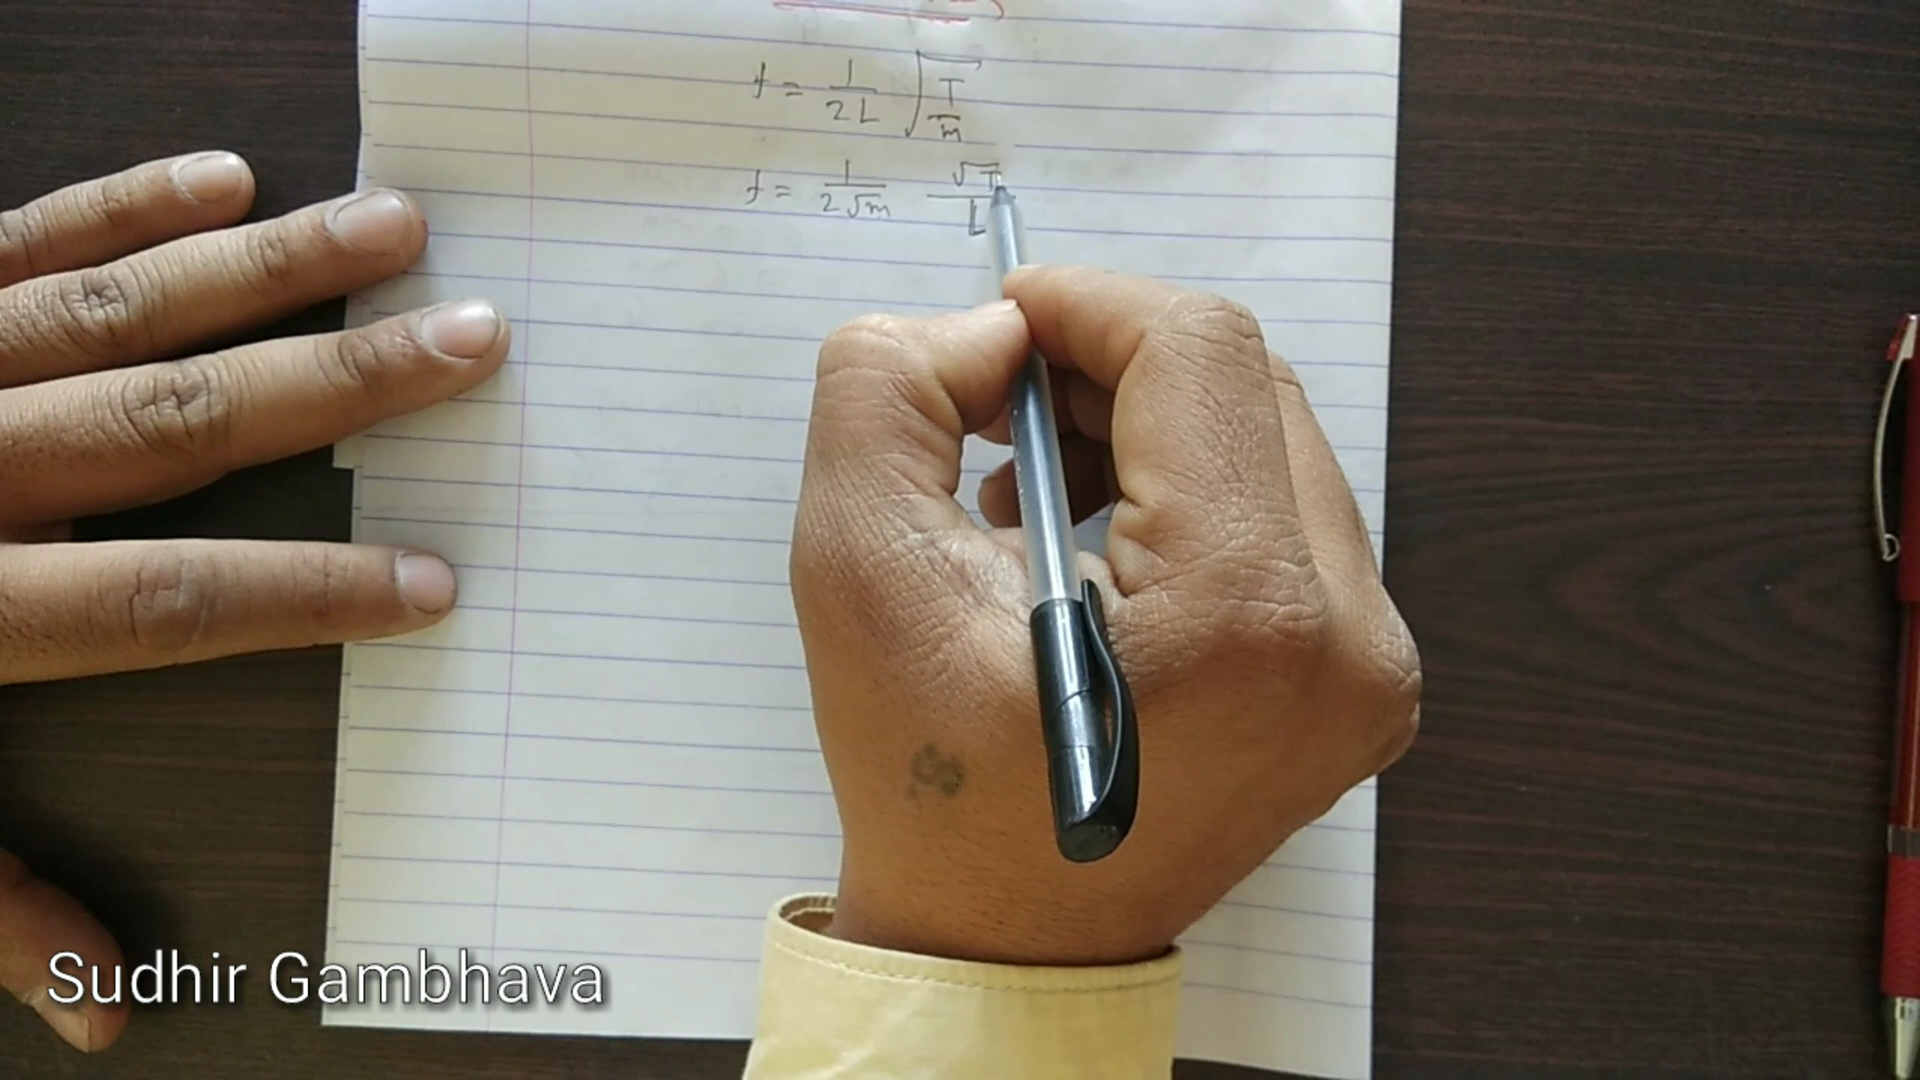 f = 1/2L √T/m
f = 1/2√m √T/L
Sudhir Gambhava